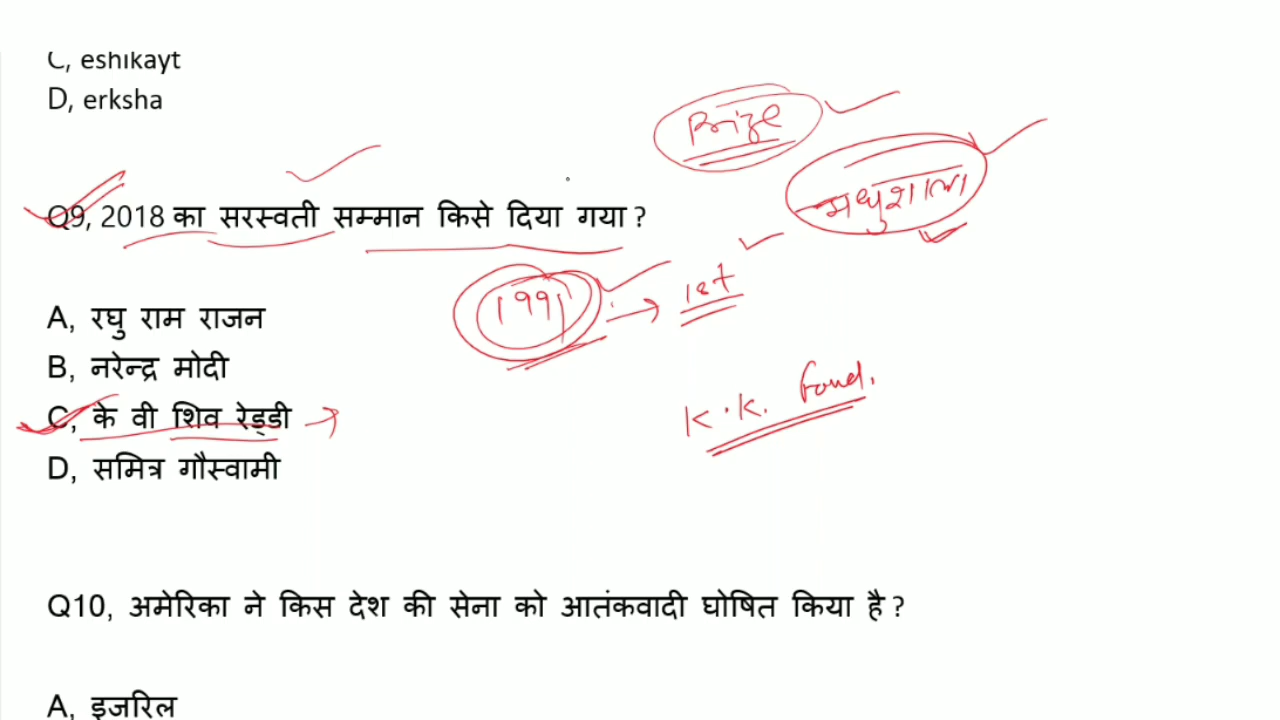 C, eshikayt
D, erksha
Prize
मधुशाला
Q9, 2018 का सरस्वती सम्मान किसे दिया गया ?
1991 → 1st
A, रघु राम राजन
B, नरेन्द्र मोदी
K.K. Foud.
C, के वी शिव रेड्डी →
D, समित्र गौस्वामी
Q10, अमेरिका ने किस देश की सेना को आतंकवादी घोषित किया है ?
A, इजरिल